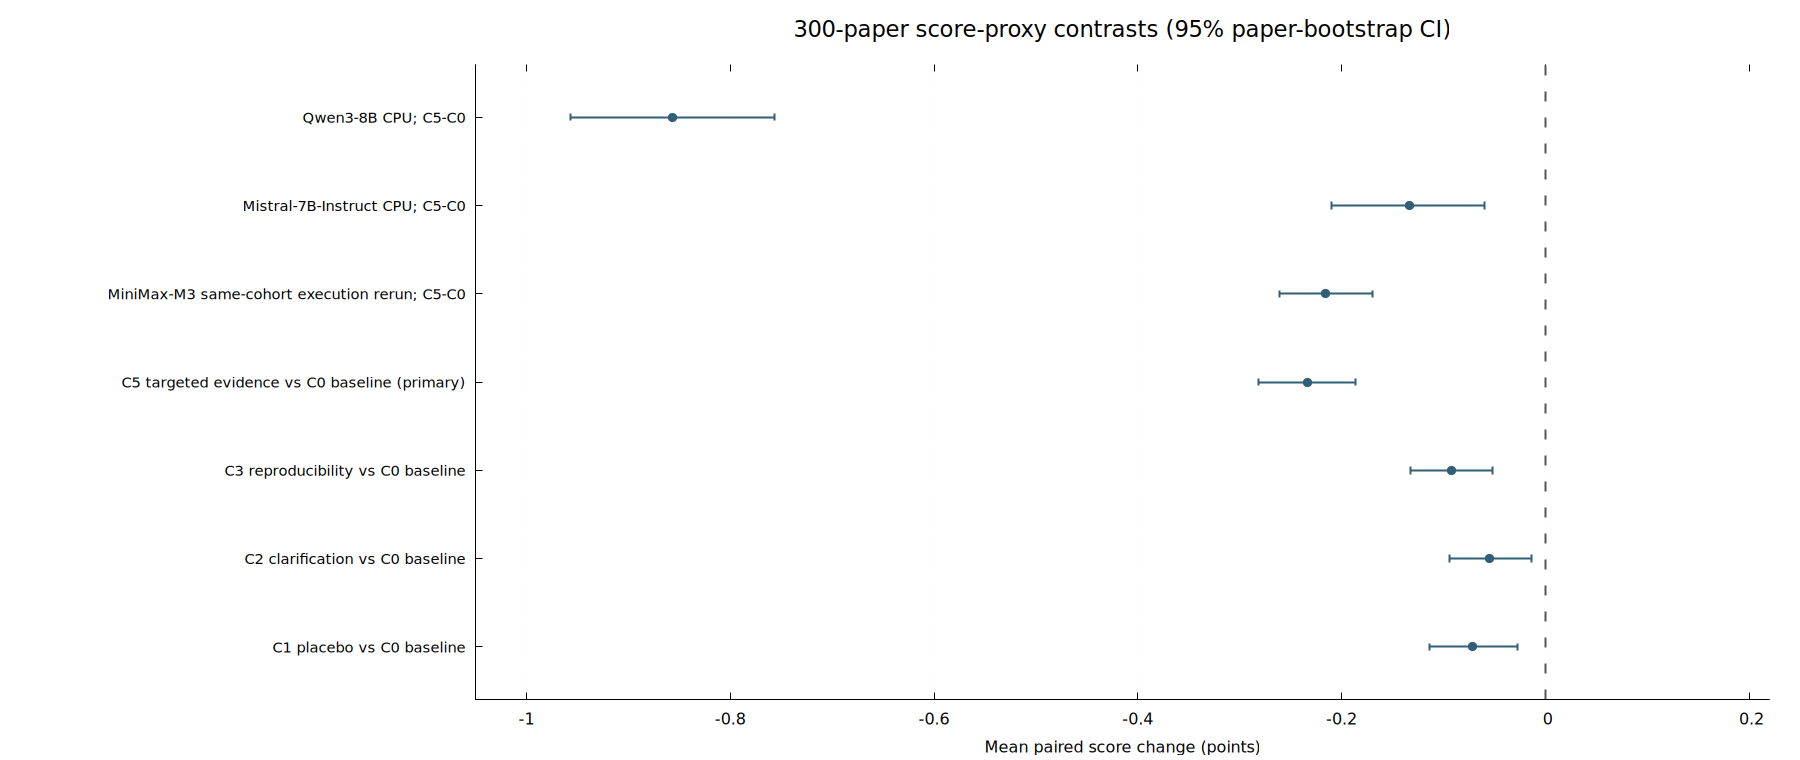 300-paper score-proxy contrasts (95% paper-bootstrap CI)
Qwen3-8B CPU; C5-C0
Mistral-7B-Instruct CPU; C5-C0
MiniMax-M3 same-cohort execution rerun; C5-C0
C5 targeted evidence vs C0 baseline (primary)
C3 reproducibility vs C0 baseline
C2 clarification vs C0 baseline
C1 placebo vs C0 baseline
-1 -0.8 -0.6 -0.4 -0.2 0 0.2
Mean paired score change (points)